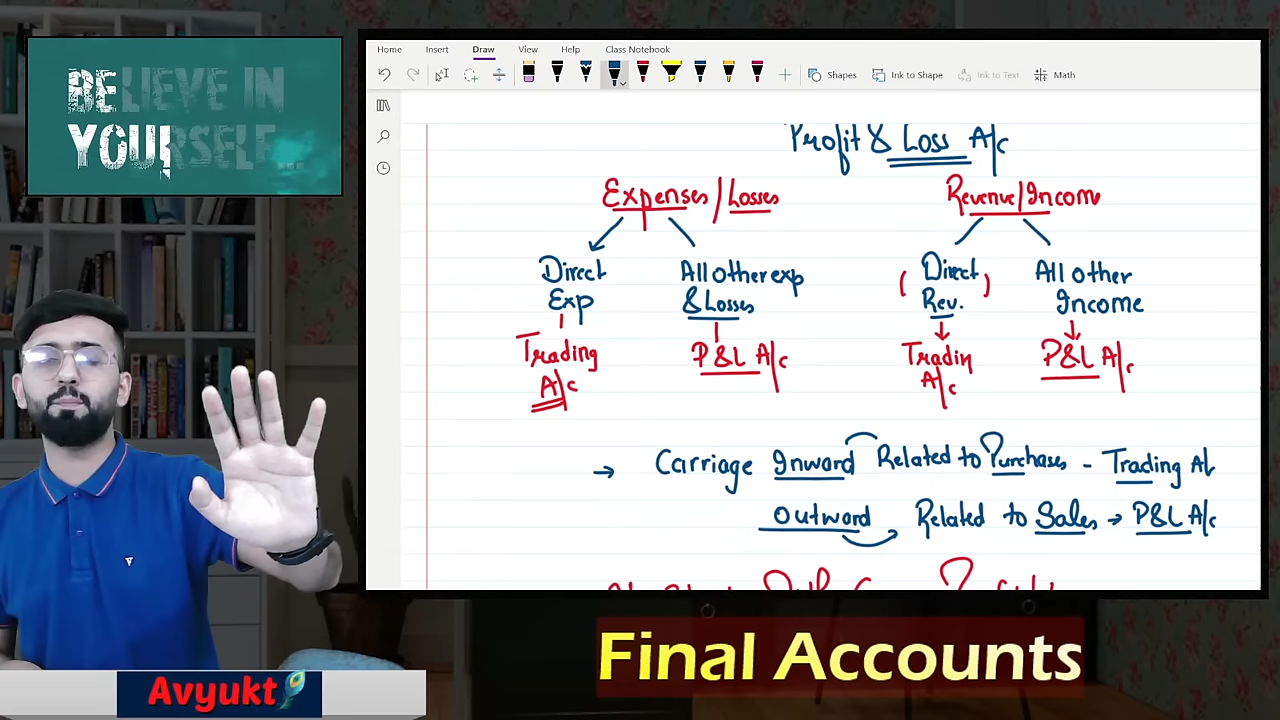 BELIEVE IN
YOURSELF...
Home Insert Draw View Help Class Notebook
Shapes Ink to Shape Ink to Text Math
Profit & Loss A/c
Expenses/Losses Revenue/Income
Direct Exp
All other exp & Losses
(Direct Rev.)
All other Income
Trading A/c
P&L A/c
Tradin A/c
P&L A/c
→ Carriage Inward Related to Purchases - Trading A/
Outward Related to Sales → P&L A/c
Final Accounts
Avyukt